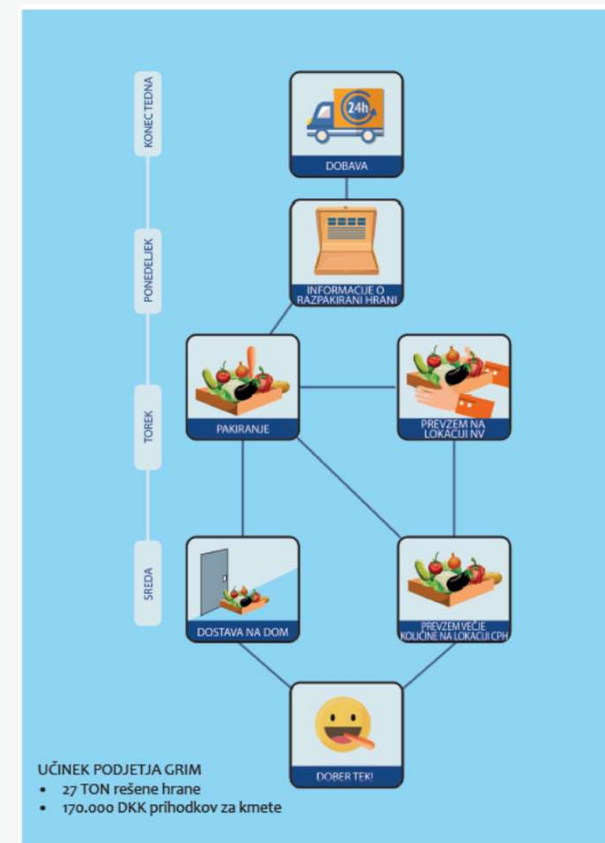 KONEC TEDNA
24h
DOBAVA
PONEDELJEK
INFORMACIJE O
RAZPAKIRANI HRANI
TOREK
PAKIRANJE
PREVZEM NA
LOKACIJI NV
SREDA
DOSTAVA NA DOM
PREVZEM VEČJE
KOLIČINE NA LOKACIJI CPH
DOBER TEK!
UČINEK PODJETJA GRIM
• 27 TON rešene hrane
• 170.000 DKK prihodkov za kmete